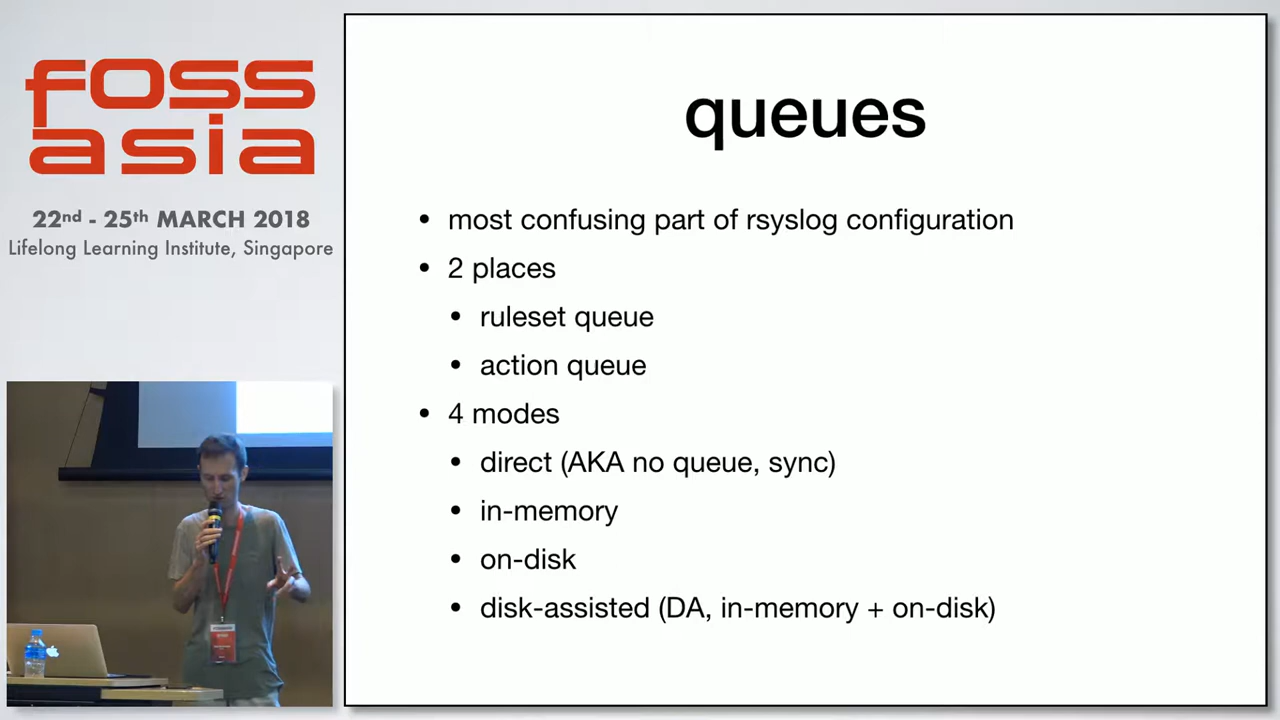 foss
asia
22nd - 25th MARCH 2018
Lifelong Learning Institute, Singapore
queues
• most confusing part of rsyslog configuration
• 2 places
• ruleset queue
• action queue
• 4 modes
• direct (AKA no queue, sync)
• in-memory
• on-disk
• disk-assisted (DA, in-memory + on-disk)